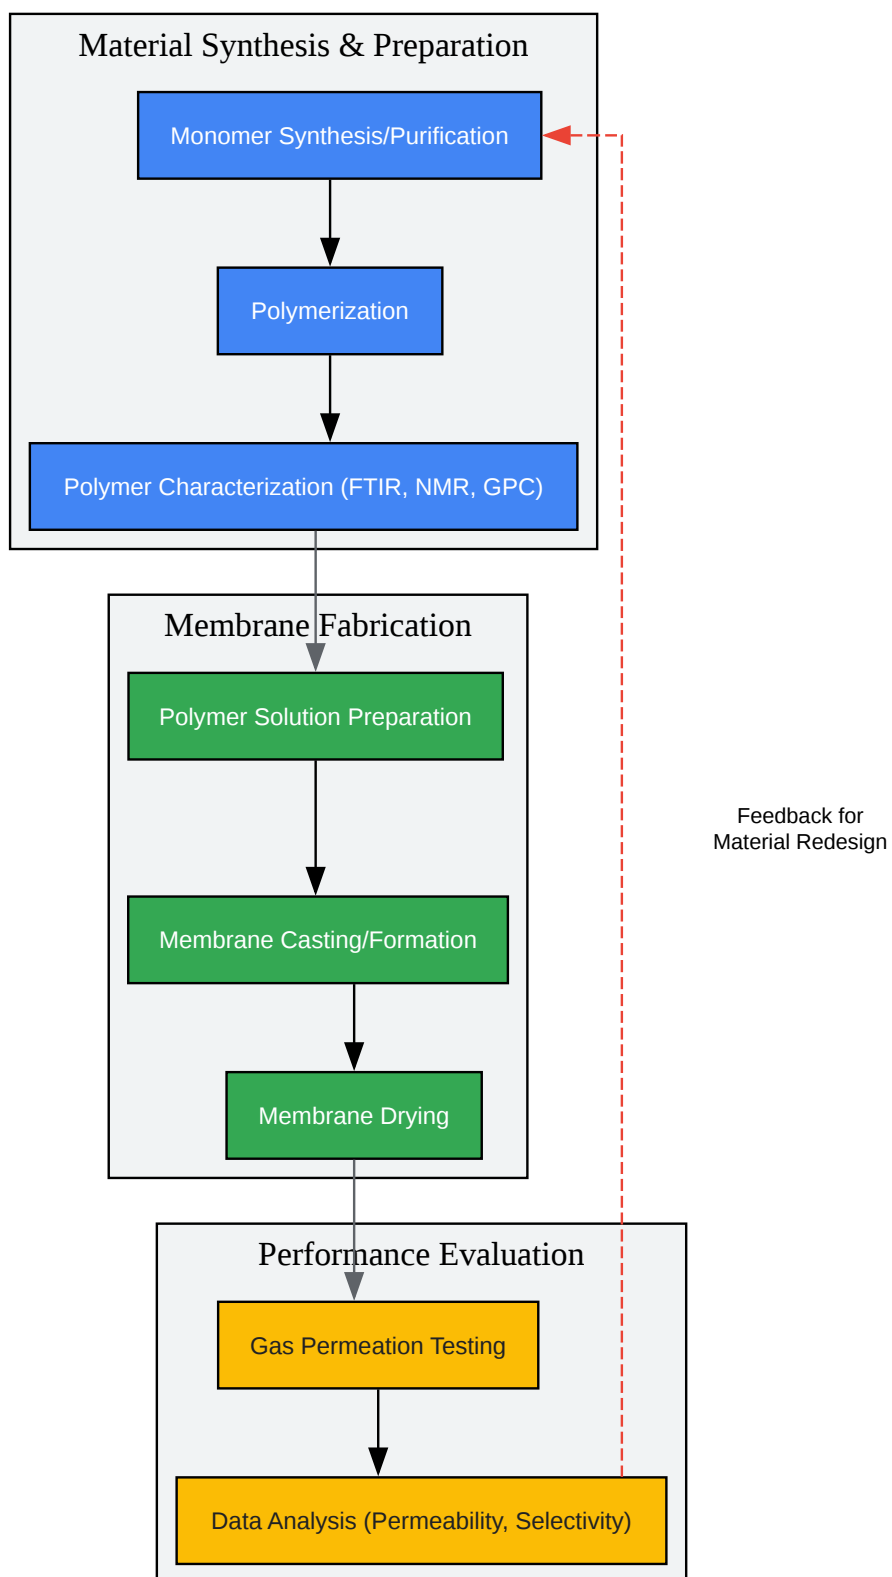 Material Synthesis & Preparation
Monomer Synthesis/Purification
Polymerization
Polymer Characterization (FTIR, NMR, GPC)
Membrane Fabrication
Polymer Solution Preparation
Feedback for
Material Redesign
Membrane Casting/Formation
Membrane Drying
Performance Evaluation
Gas Permeation Testing
Data Analysis (Permeability, Selectivity)